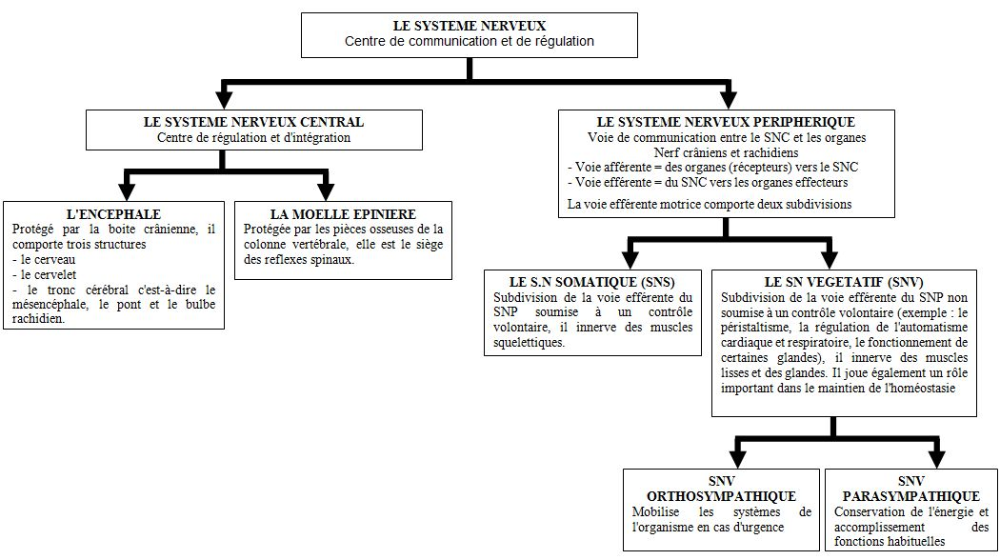 LE SYSTEME NERVEUX
Centre de communication et de régulation
LE SYSTEME NERVEUX CENTRAL
Centre de régulation et d'intégration
LE SYSTEME NERVEUX PERIPHERIQUE
Voie de communication entre le SNC et les organes
Nerf crâniens et rachidiens
- Voie afférente = des organes (récepteurs) vers le SNC
- Voie efférente = du SNC vers les organes effecteurs
La voie efférente motrice comporte deux subdivisions
L'ENCEPHALE
Protégé par la boite crânienne, il
comporte trois structures
- le cerveau
- le cervelet
- le tronc cérébral c'est-à-dire le
mésencéphale, le pont et le bulbe
rachidien.
LA MOELLE EPINIERE
Protégée par les pièces osseuses de la
colonne vertébrale, elle est le siège
des reflexes spinaux.
LE S.N SOMATIQUE (SNS)
Subdivision de la voie efférente du
SNP soumise à un contrôle
volontaire, il innerve des muscles
squelettiques.
LE SN VEGETATIF (SNV)
Subdivision de la voie efférente du SNP non
soumise à un contrôle volontaire (exemple : le
péristaltisme, la régulation de l'automatisme
cardiaque et respiratoire, le fonctionnement de
certaines glandes), il innerve des muscles
lisses et des glandes. Il joue également un rôle
important dans le maintien de l'homéostasie
SNV
ORTHOSYMPATHIQUE
Mobilise les systèmes de
l'organisme en cas d'urgence
SNV
PARASYMPATHIQUE
Conservation de l'énergie et
accomplissement des
fonctions habituelles